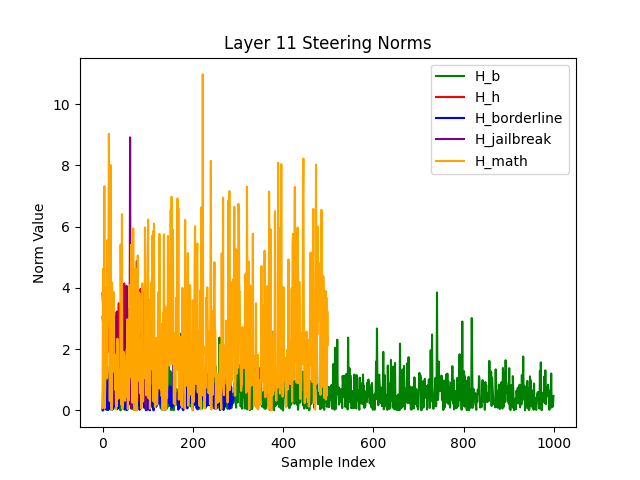 Layer 11 Steering Norms
H_b
H_h
H_borderline
H_jailbreak
H_math
Norm Value
10
8
6
4
2
0
0 200 400 600 800 1000
Sample Index